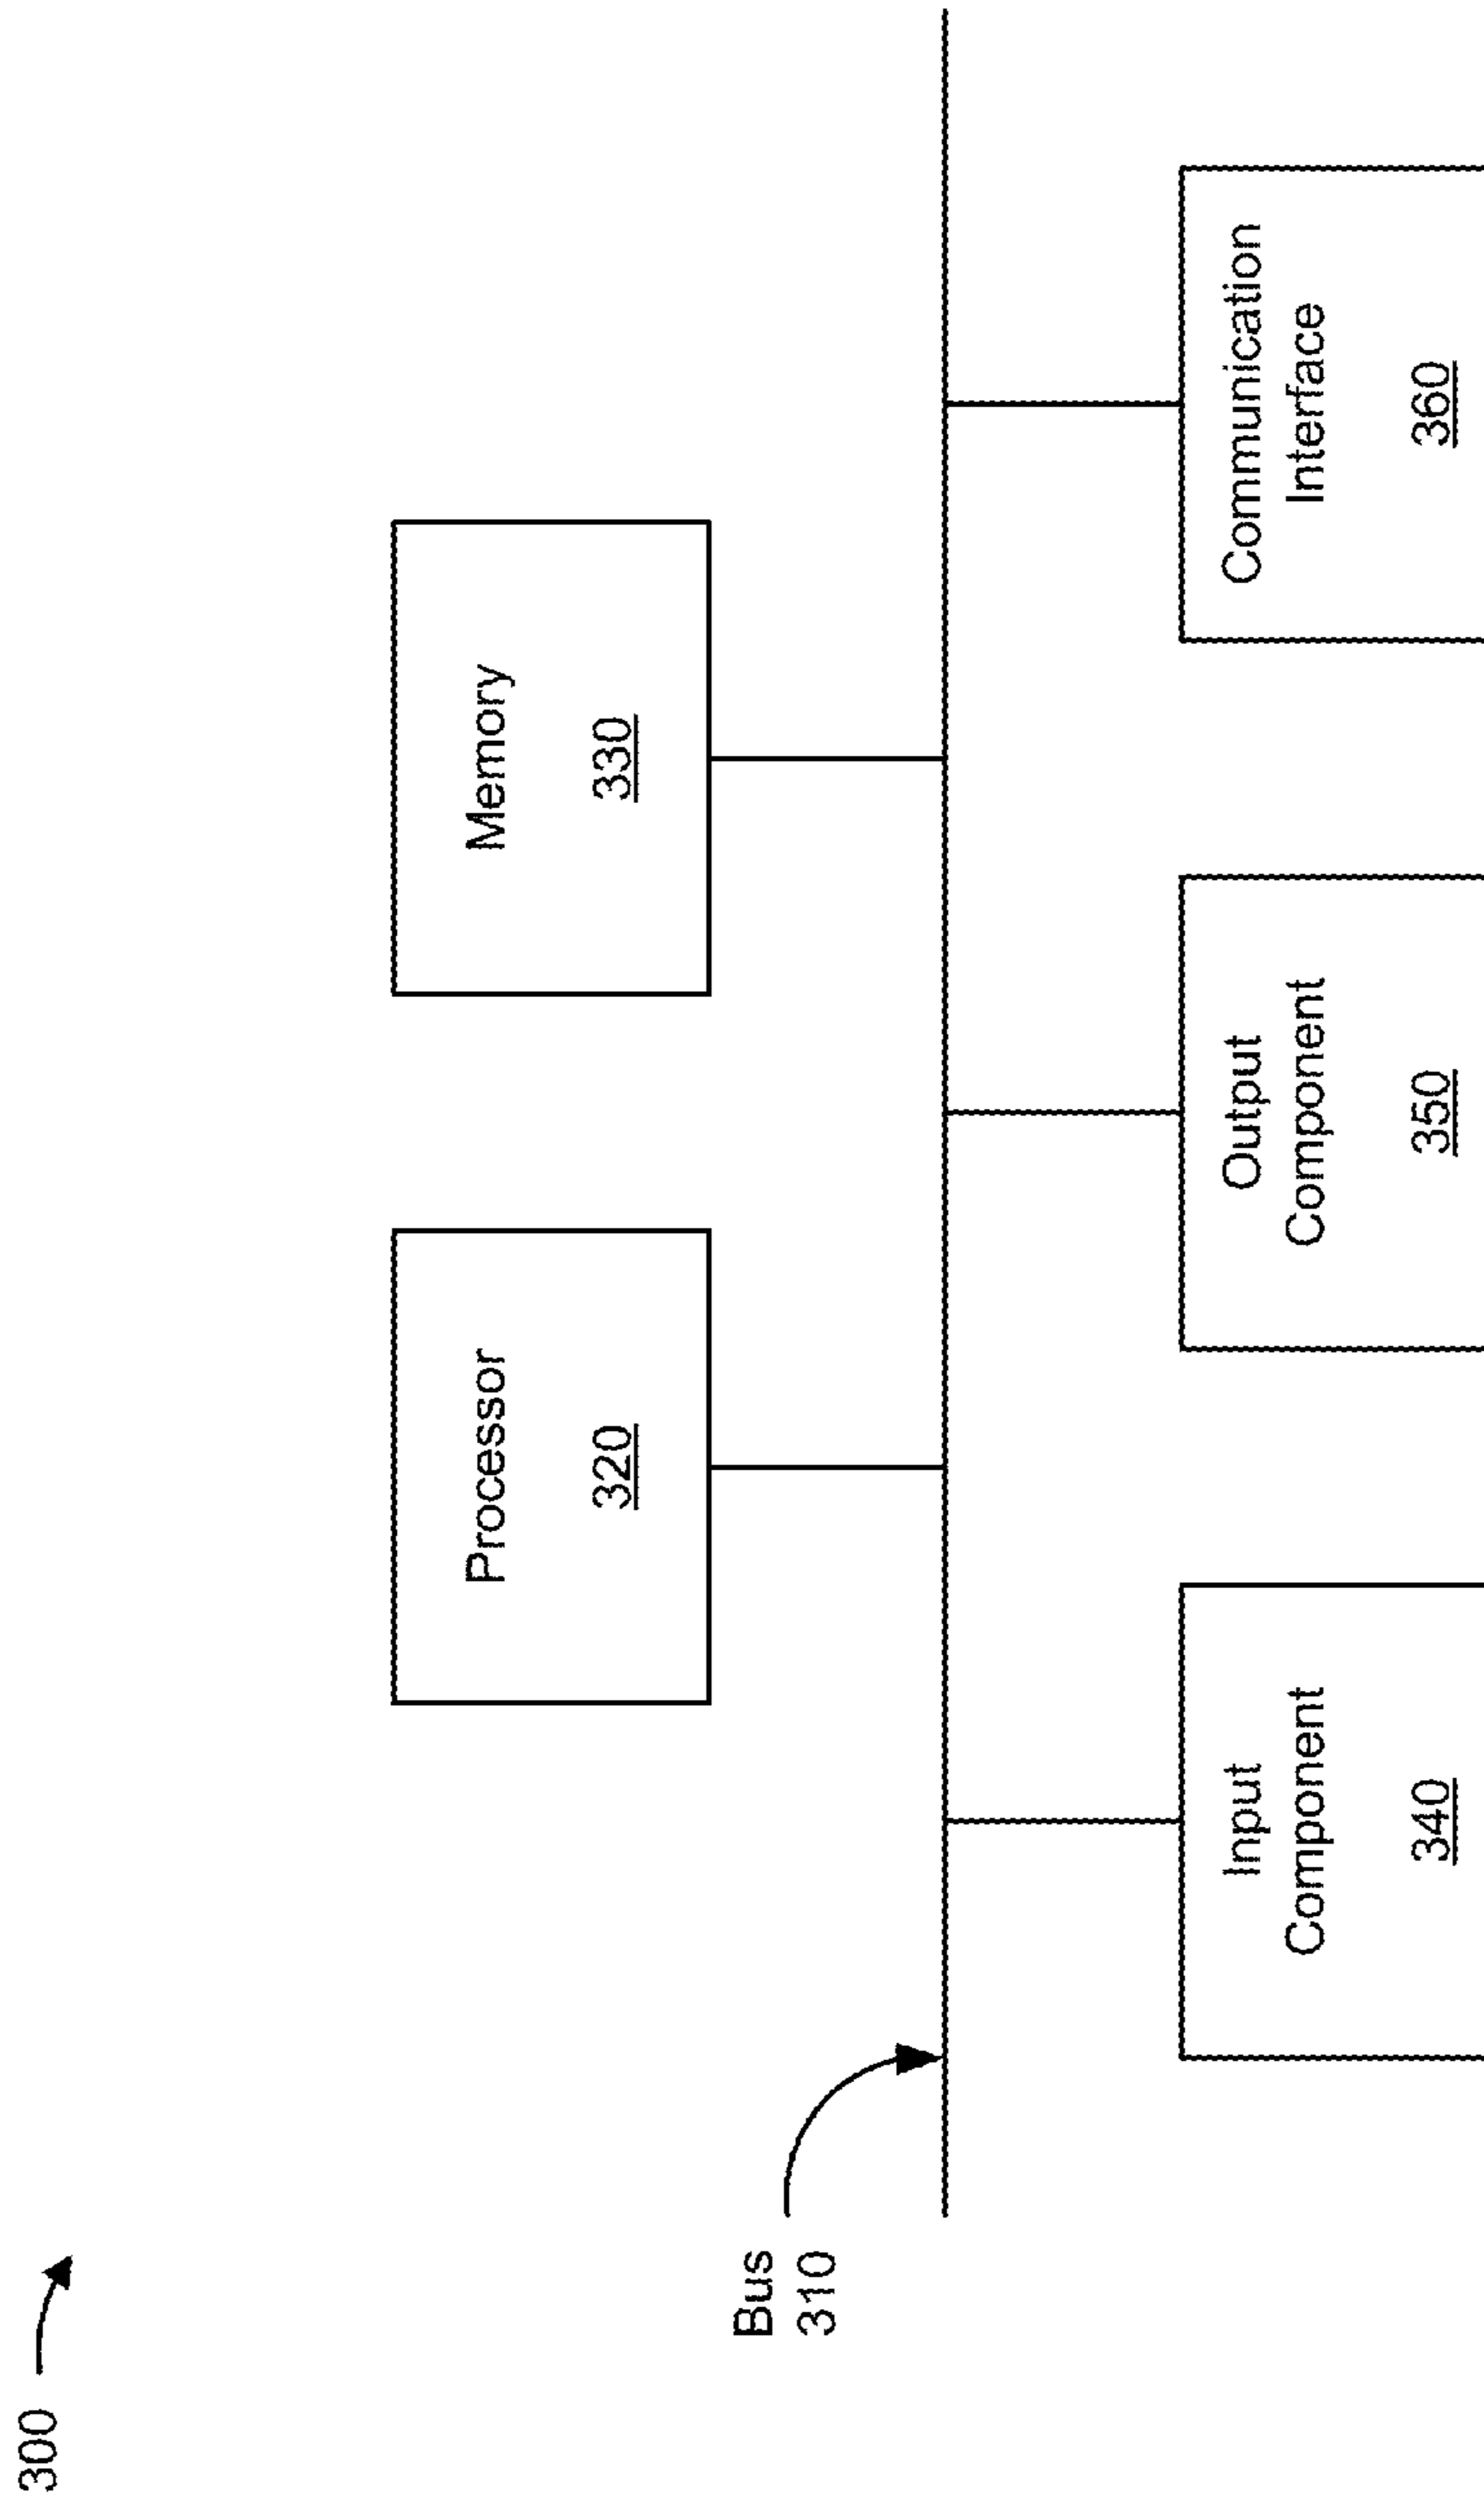 300
Processor
320
Memory
330
Bus
310
Input
Component
340
Output
Component
350
Communication
Interface
360